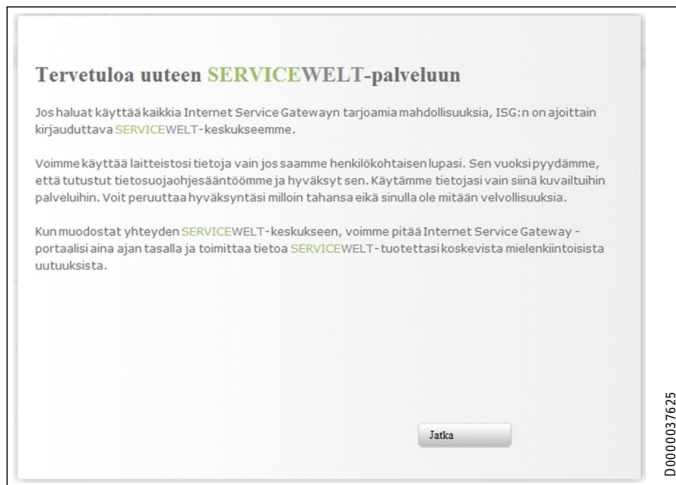 Tervetuloa uuteen SERVICEWELT-palveluun
Jos haluat käyttää kaikkia Internet Service Gatewayn tarjoamia mahdollisuuksia, ISG:n on ajoittain
kirjauduttava SERVICEWELT-keskukseemme.
Voimme käyttää laitteistosi tietoja vain jos saamme henkilökohtaisen lupasi. Sen vuoksi pyydämme,
että tutustut tietosuojaohjesääntöömme ja hyväksyt sen. Käytämme tietojasi vain siinä kuvailtuihin
palveluihin. Voit peruuttaa hyväksyntäsi milloin tahansa eikä sinulla ole mitään velvollisuuksia.
Kun muodostat yhteyden SERVICEWELT-keskukseen, voimme pitää Internet Service Gateway -
portaalisi aina ajan tasalla ja toimittaa tietoa SERVICEWELT-tuotettasi koskevista mielenkiintoisista
uutuuksista.
Jatka
D0000037625